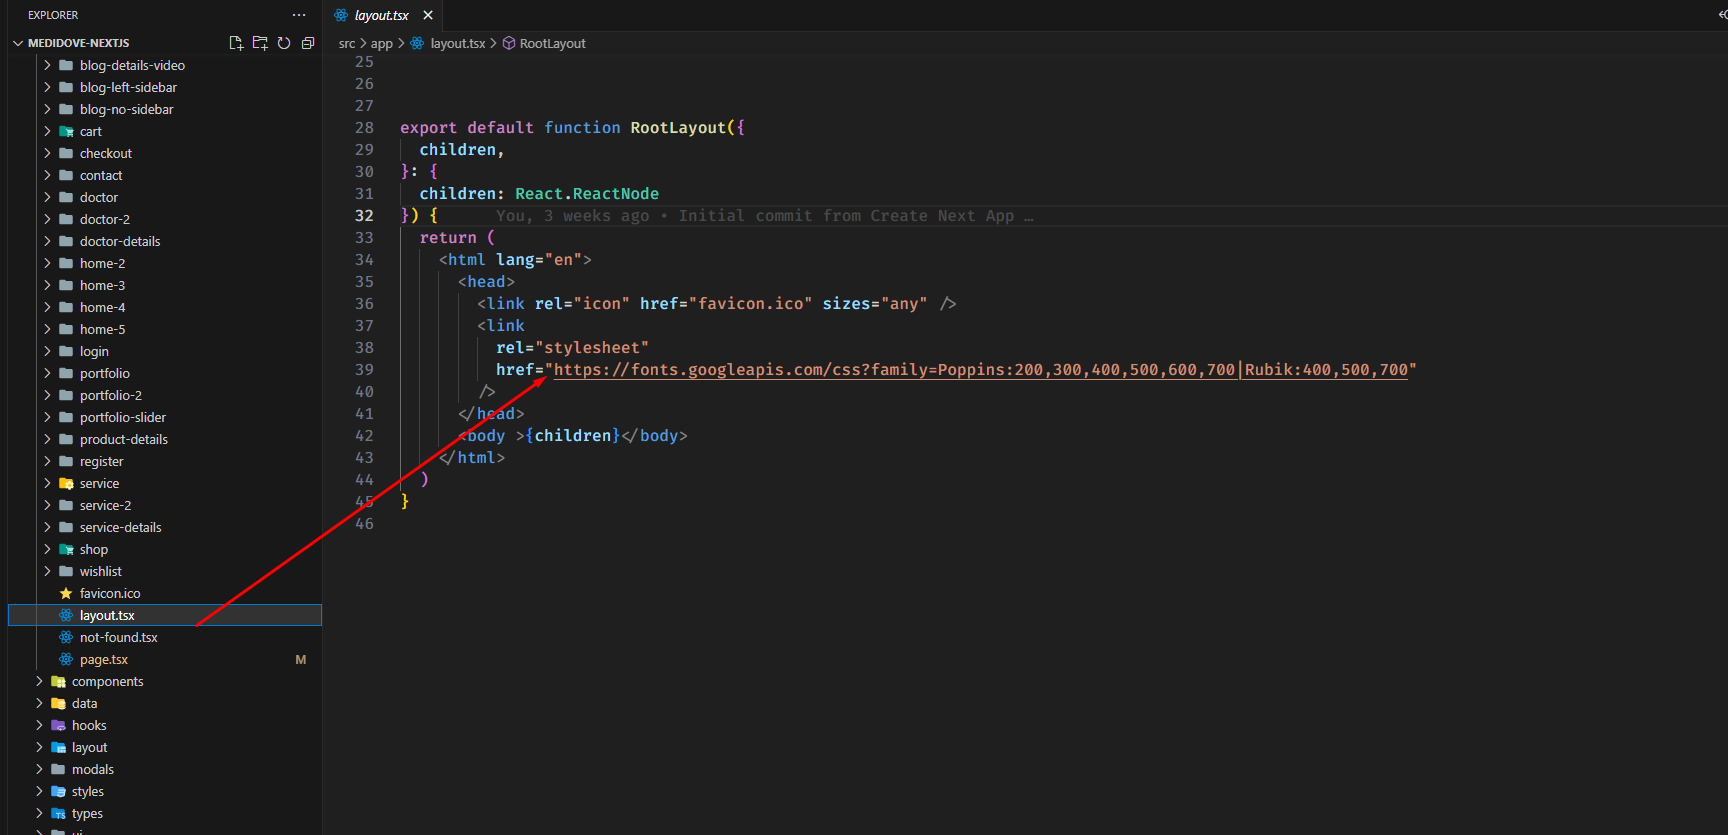 EXPLORER
MEDIDOVE-NEXTJS
blog-details-video
blog-left-sidebar
blog-no-sidebar
cart
checkout
contact
doctor
doctor-2
doctor-details
home-2
home-3
home-4
home-5
login
portfolio
portfolio-2
portfolio-slider
product-details
register
service
service-2
service-details
shop
wishlist
favicon.ico
layout.tsx
not-found.tsx
page.tsx M
components
data
hooks
layout
modals
styles
types
ui
layout.tsx
src > app > layout.tsx > RootLayout
25
26
27
28 export default function RootLayout({
29 children,
30 }: {
31 children: React.ReactNode
32 }) { You, 3 weeks ago • Initial commit from Create Next App …
33 return (
34 <html lang="en">
35 <head>
36 <link rel="icon" href="favicon.ico" sizes="any" />
37 <link
38 rel="stylesheet"
39 href="https://fonts.googleapis.com/css?family=Poppins:200,300,400,500,600,700|Rubik:400,500,700"
40 />
41 </head>
42 <body >{children}</body>
43 </html>
44 )
45 }
46